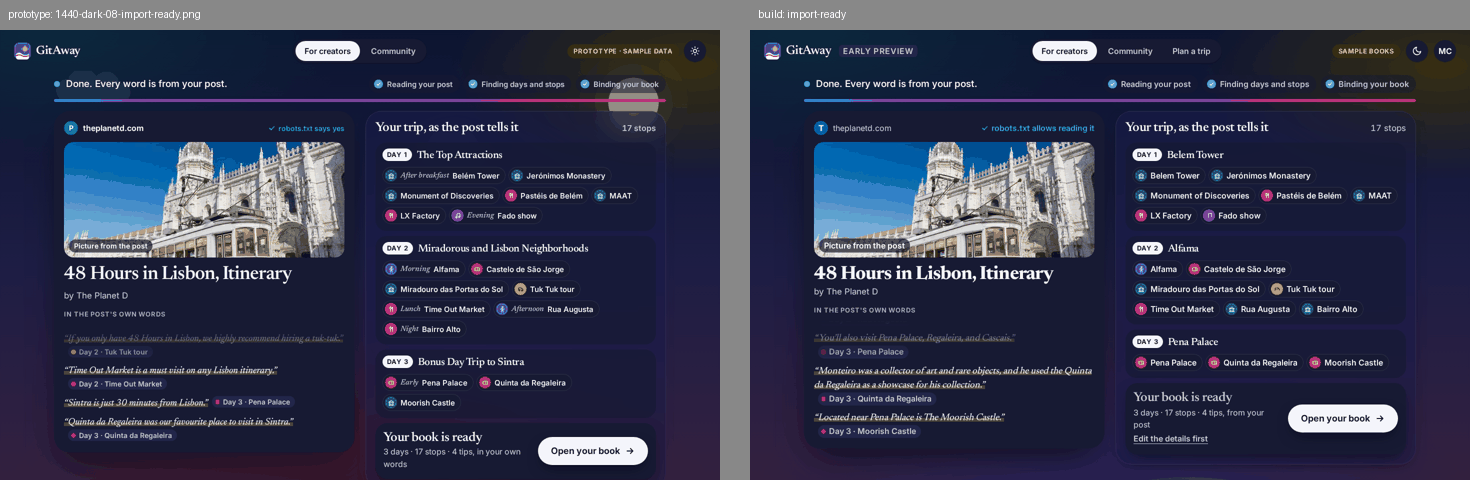 prototype: 1440-dark-08-import-ready.png
GitAway
For creators
Community
PROTOTYPE · SAMPLE DATA
Done. Every word is from your post.
Reading your post
Finding days and stops
Binding your book
P theplanetd.com
✓ robots.txt says yes
Picture from the post
48 Hours in Lisbon, Itinerary
by The Planet D
IN THE POST'S OWN WORDS
“If you only have 48 Hours in Lisbon, we highly recommend hiring a tuk-tuk.”
Day 2 · Tuk Tuk tour
“Time Out Market is a must visit on any Lisbon itinerary.”
Day 2 · Time Out Market
“Sintra is just 30 minutes from Lisbon.” Day 3 · Pena Palace
“Quinta da Regaleira was our favourite place to visit in Sintra.”
Day 3 · Quinta da Regaleira
Your trip, as the post tells it
17 stops
DAY 1 The Top Attractions
After breakfast Belém Tower
Jerónimos Monastery
Monument of Discoveries
Pastéis de Belém
MAAT
LX Factory
Evening Fado show
DAY 2 Miradorous and Lisbon Neighborhoods
Morning Alfama
Castelo de São Jorge
Miradouro das Portas do Sol
Tuk Tuk tour
Lunch Time Out Market
Afternoon Rua Augusta
Night Bairro Alto
DAY 3 Bonus Day Trip to Sintra
Early Pena Palace
Quinta da Regaleira
Moorish Castle
Your book is ready
3 days · 17 stops · 4 tips, in your own
words
Open your book →
build: import-ready
GitAway
EARLY PREVIEW
For creators
Community
Plan a trip
SAMPLE BOOKS
MC
Done. Every word is from your post.
Reading your post
Finding days and stops
Binding your book
T theplanetd.com
✓ robots.txt allows reading it
Picture from the post
48 Hours in Lisbon, Itinerary
by The Planet D
IN THE POST'S OWN WORDS
“You'll also visit Pena Palace, Regaleira, and Cascais.”
Day 3 · Pena Palace
“Monteiro was a collector of art and rare objects, and he used the Quinta
da Regaleira as a showcase for his collection.”
Day 3 · Quinta da Regaleira
“Located near Pena Palace is The Moorish Castle.”
Day 3 · Moorish Castle
Your trip, as the post tells it
17 stops
DAY 1 Belem Tower
Belem Tower
Jerónimos Monastery
Monument of Discoveries
Pastéis de Belém
MAAT
LX Factory
Fado show
DAY 2 Alfama
Alfama
Castelo de São Jorge
Miradouro das Portas do Sol
Tuk Tuk tour
Time Out Market
Rua Augusta
Bairro Alto
DAY 3 Pena Palace
Pena Palace
Quinta da Regaleira
Moorish Castle
Your book is ready
3 days · 17 stops · 4 tips, from your
post
Edit the details first
Open your book →